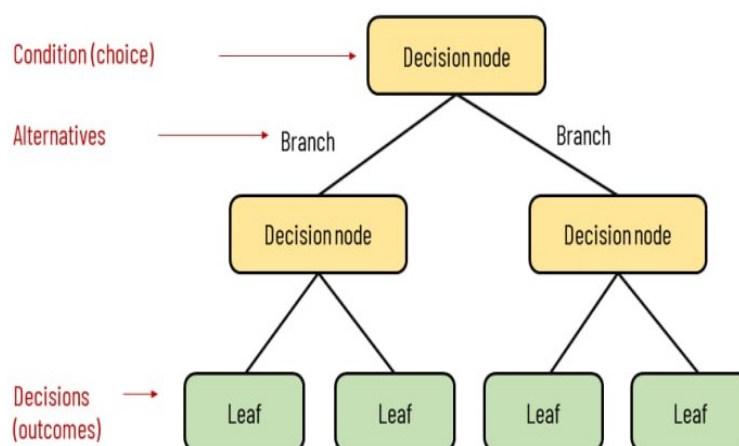 Condition (choice)
Decision node
Alternatives
Branch
Branch
Decision node
Decision node
Decisions
(outcomes)
Leaf
Leaf
Leaf
Leaf